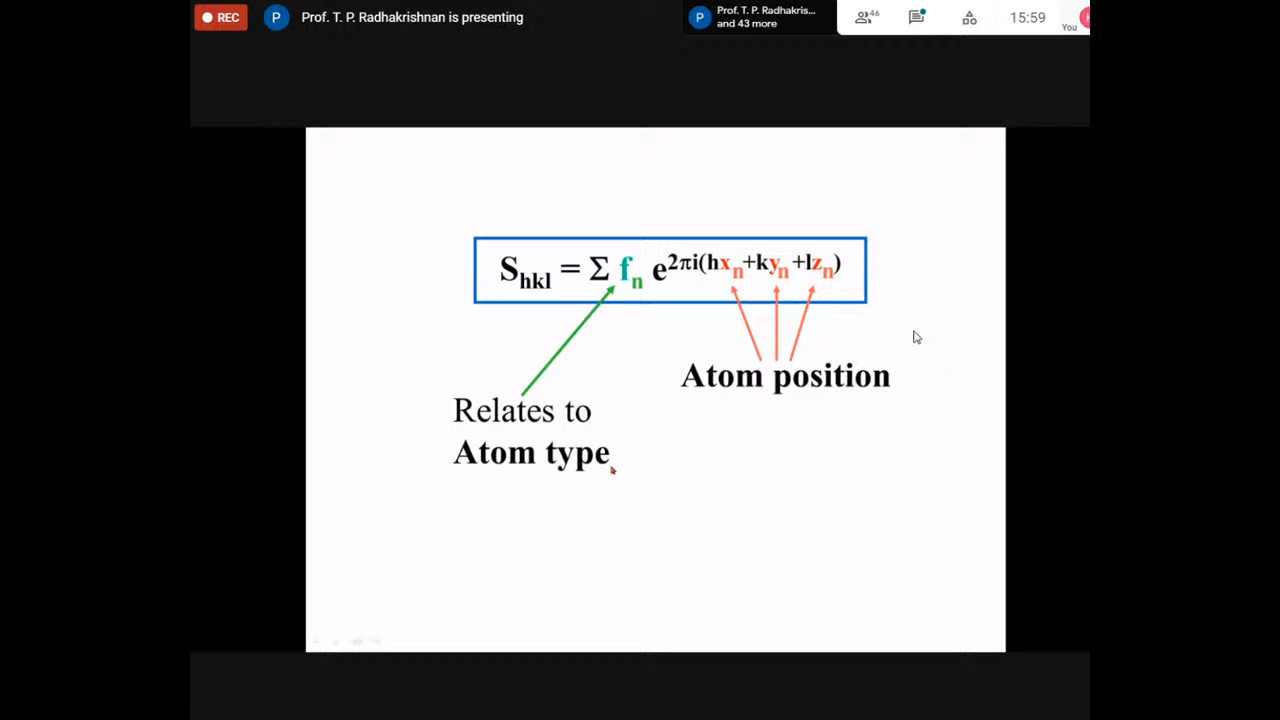 REC
P
Prof. T. P. Radhakrishnan is presenting
P
Prof. T. P. Radhakris...
and 43 more
46
15:59
You
S_hkl = Σ f_n e^2πi(hx_n+ky_n+lz_n)
Atom position
Relates to
Atom type